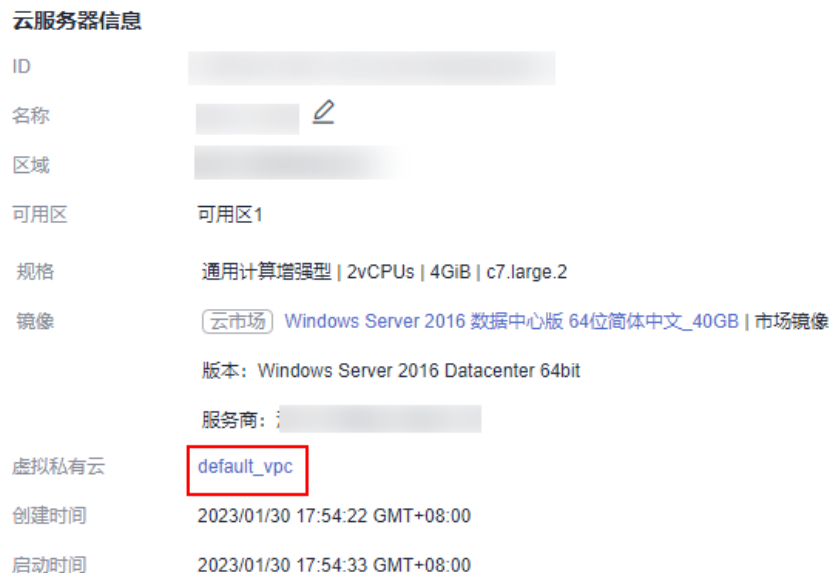 云服务器信息
ID
名称
区域
可用区 可用区1
规格 通用计算增强型 | 2vCPUs | 4GiB | c7.large.2
镜像 云市场 Windows Server 2016 数据中心版 64位简体中文_40GB | 市场镜像
版本：Windows Server 2016 Datacenter 64bit
服务商：
虚拟私有云 default_vpc
创建时间 2023/01/30 17:54:22 GMT+08:00
启动时间 2023/01/30 17:54:33 GMT+08:00